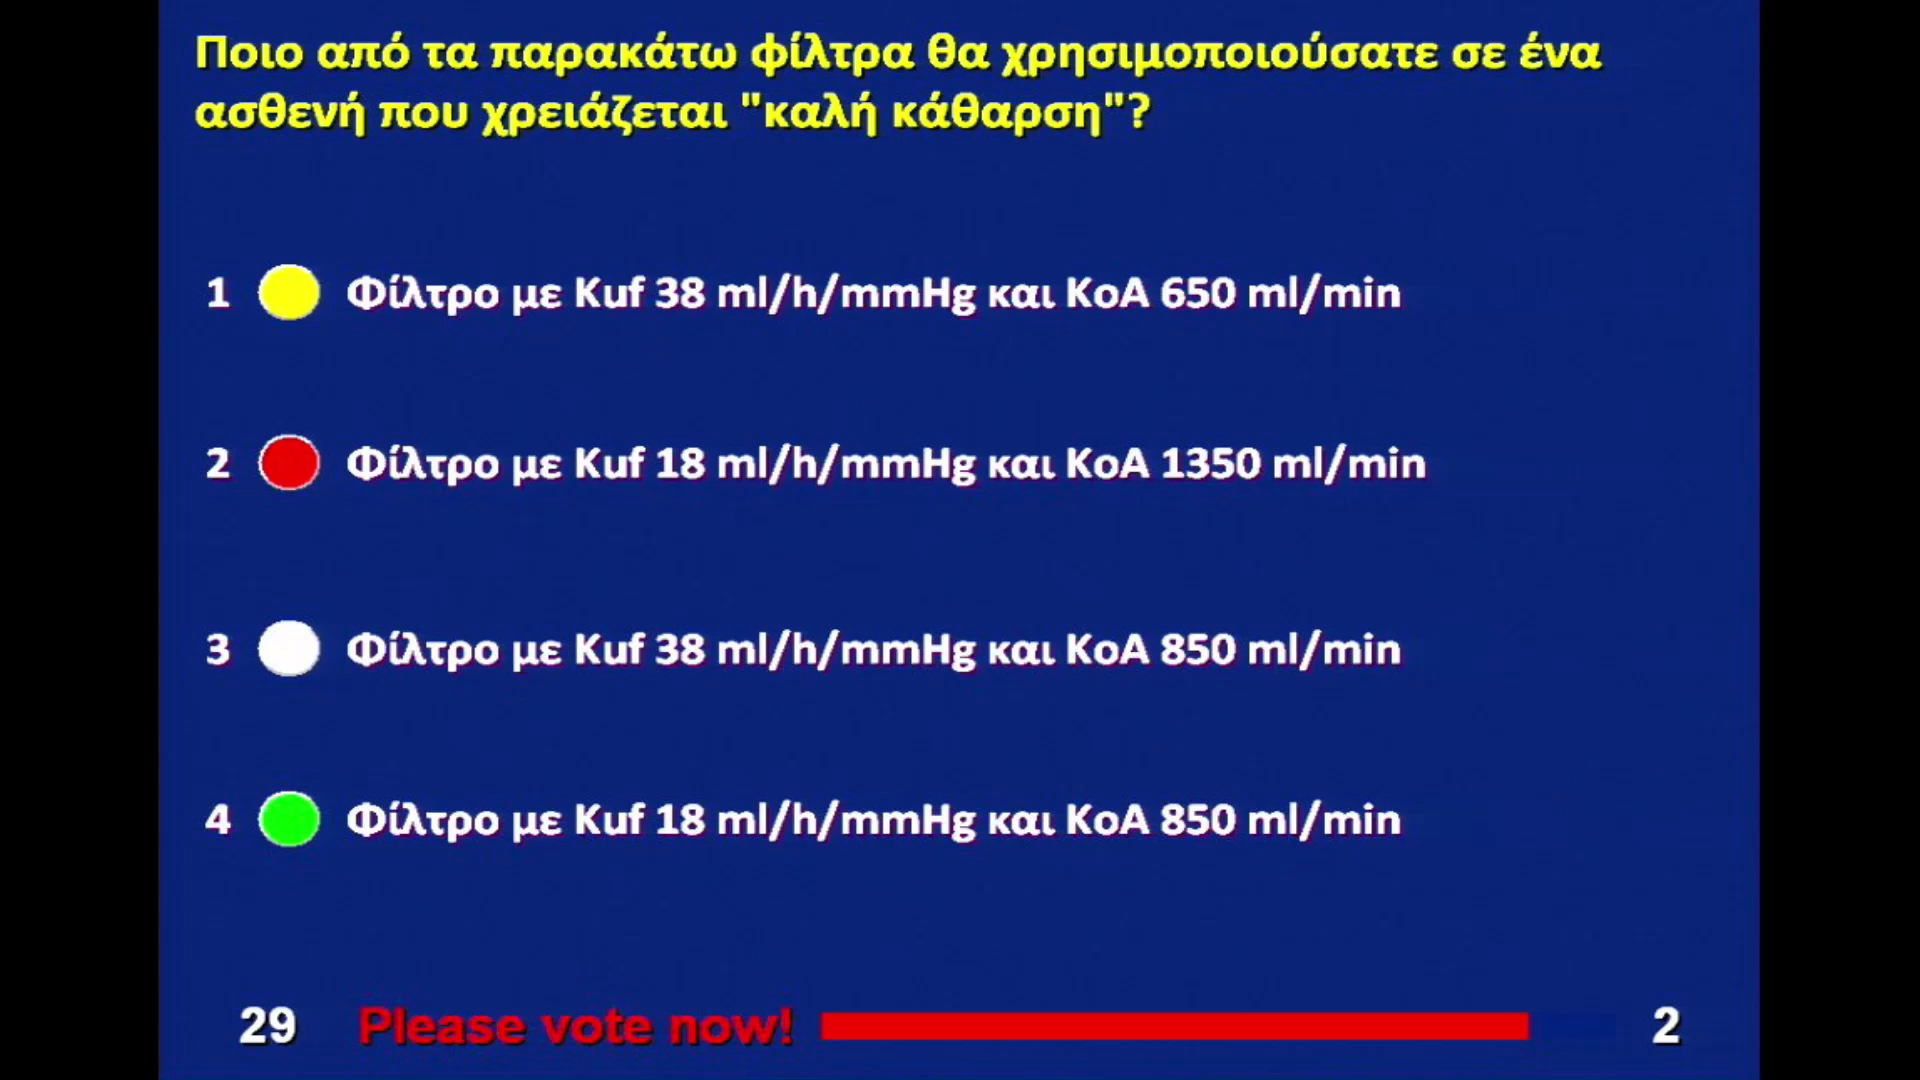 Ποιο από τα παρακάτω φίλτρα θα χρησιμοποιούσατε σε ένα
ασθενή που χρειάζεται "καλή κάθαρση"?
1 Φίλτρο με Kuf 38 ml/h/mmHg και KoA 650 ml/min
2 Φίλτρο με Kuf 18 ml/h/mmHg και KoA 1350 ml/min
3 Φίλτρο με Kuf 38 ml/h/mmHg και KoA 850 ml/min
4 Φίλτρο με Kuf 18 ml/h/mmHg και KoA 850 ml/min
29 Please vote now! 2